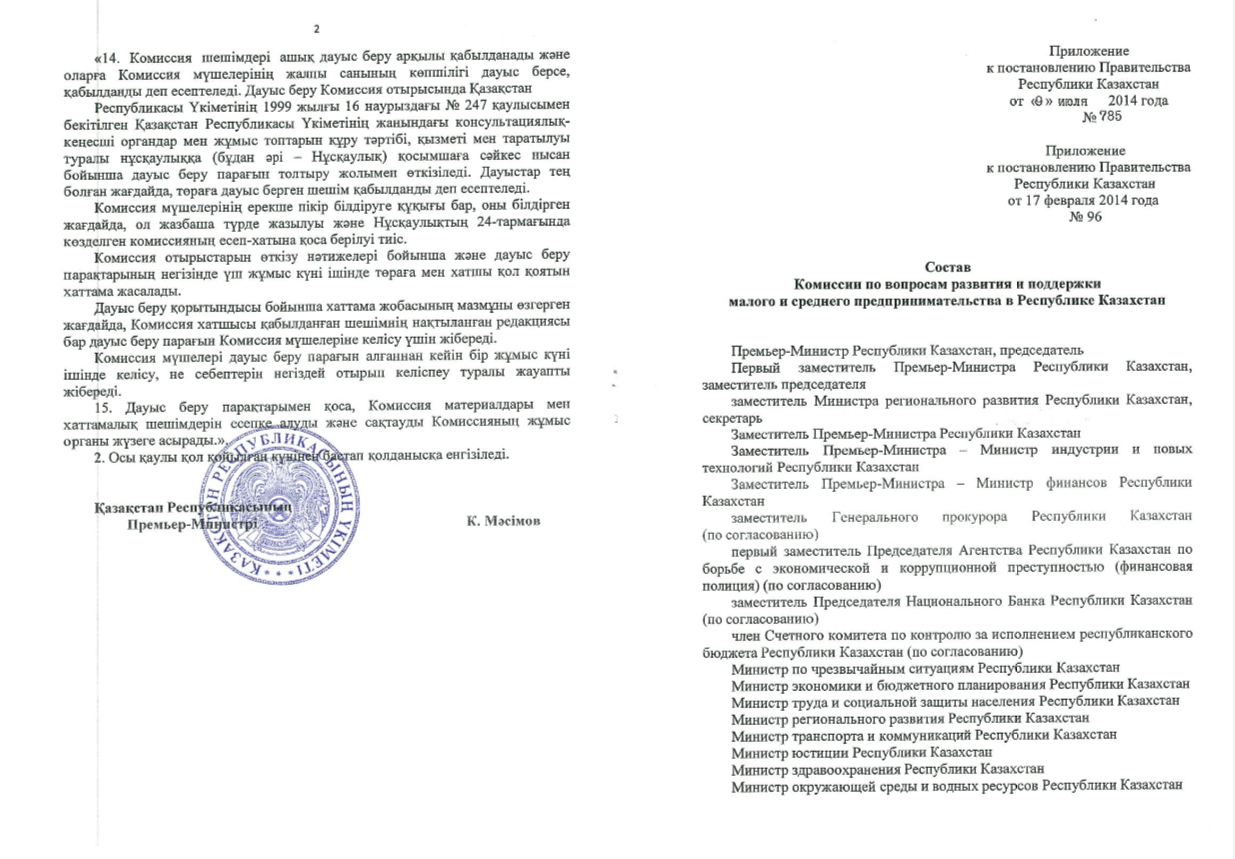 2
«14. Комиссия шешімдері ашық дауыс беру арқылы қабылданады және
оларға Комиссия мүшелерінің жалпы санының көпшілігі дауыс берсе,
қабылданды деп есептеледі. Дауыс беру Комиссия отырысында Қазақстан
Республикасы Үкіметінің 1999 жылғы 16 наурыздағы № 247 қаулысымен
бекітілген Қазақстан Республикасы Үкіметінің жанындағы консультациялық-
кеңесші органдар мен жұмыс топтарын құру тәртібі, қызметі мен таратылуы
туралы нұсқаулыққа (бұдан әрі – Нұсқаулық) қосымшаға сәйкес нысан
бойынша дауыс беру парағын толтыру жолымен өткізіледі. Дауыстар тең
болған жағдайда, төраға дауыс берген шешім қабылданды деп есептеледі.
Комиссия мүшелерінің ерекше пікір білдіруге құқығы бар, оны білдірген
жағдайда, ол жазбаша түрде жазылуы және Нұсқаулықтың 24-тармағында
көзделген комиссияның есеп-хатына қоса берілуі тиіс.
Комиссия отырыстарын өткізу нәтижелері бойынша және дауыс беру
парақтарының негізінде үш жұмыс күні ішінде төраға мен хатшы қол қоятын
хаттама жасалады.
Дауыс беру қорытындысы бойынша хаттама жобасының мазмұны өзгерген
жағдайда, Комиссия хатшысы қабылданған шешімнің нақтыланған редакциясы
бар дауыс беру парағын Комиссия мүшелеріне келісу үшін жібереді.
Комиссия мүшелері дауыс беру парағын алғаннан кейін бір жұмыс күні
ішінде келісу, не себептерін негіздей отырып келіспеу туралы жауапты
жібереді.
15. Дауыс беру парақтарымен қоса, Комиссия материалдары мен
хаттамалық шешімдерін есепке алуды және сақтауды Комиссияның жұмыс
органы жүзеге асырады.».
2. Осы қаулы қол қойылған күнінен бастап қолданысқа енгізіледі.
Қазақстан Республикасының
Премьер-Министрі К. Мәсімов
ҚАЗАҚСТАН РЕСПУБЛИКАСЫНЫҢ ҮКІМЕТІ
Приложение
к постановлению Правительства
Республики Казахстан
от « » июля 2014 года
№ 785
Приложение
к постановлению Правительства
Республики Казахстан
от 17 февраля 2014 года
№ 96
Состав
Комиссии по вопросам развития и поддержки
малого и среднего предпринимательства в Республике Казахстан
Премьер-Министр Республики Казахстан, председатель
Первый заместитель Премьер-Министра Республики Казахстан,
заместитель председателя
заместитель Министра регионального развития Республики Казахстан,
секретарь
Заместитель Премьер-Министра Республики Казахстан
Заместитель Премьер-Министра – Министр индустрии и новых
технологий Республики Казахстан
Заместитель Премьер-Министра – Министр финансов Республики
Казахстан
заместитель Генерального прокурора Республики Казахстан
(по согласованию)
первый заместитель Председателя Агентства Республики Казахстан по
борьбе с экономической и коррупционной преступностью (финансовая
полиция) (по согласованию)
заместитель Председателя Национального Банка Республики Казахстан
(по согласованию)
член Счетного комитета по контролю за исполнением республиканского
бюджета Республики Казахстан (по согласованию)
Министр по чрезвычайным ситуациям Республики Казахстан
Министр экономики и бюджетного планирования Республики Казахстан
Министр труда и социальной защиты населения Республики Казахстан
Министр регионального развития Республики Казахстан
Министр транспорта и коммуникаций Республики Казахстан
Министр юстиции Республики Казахстан
Министр здравоохранения Республики Казахстан
Министр окружающей среды и водных ресурсов Республики Казахстан